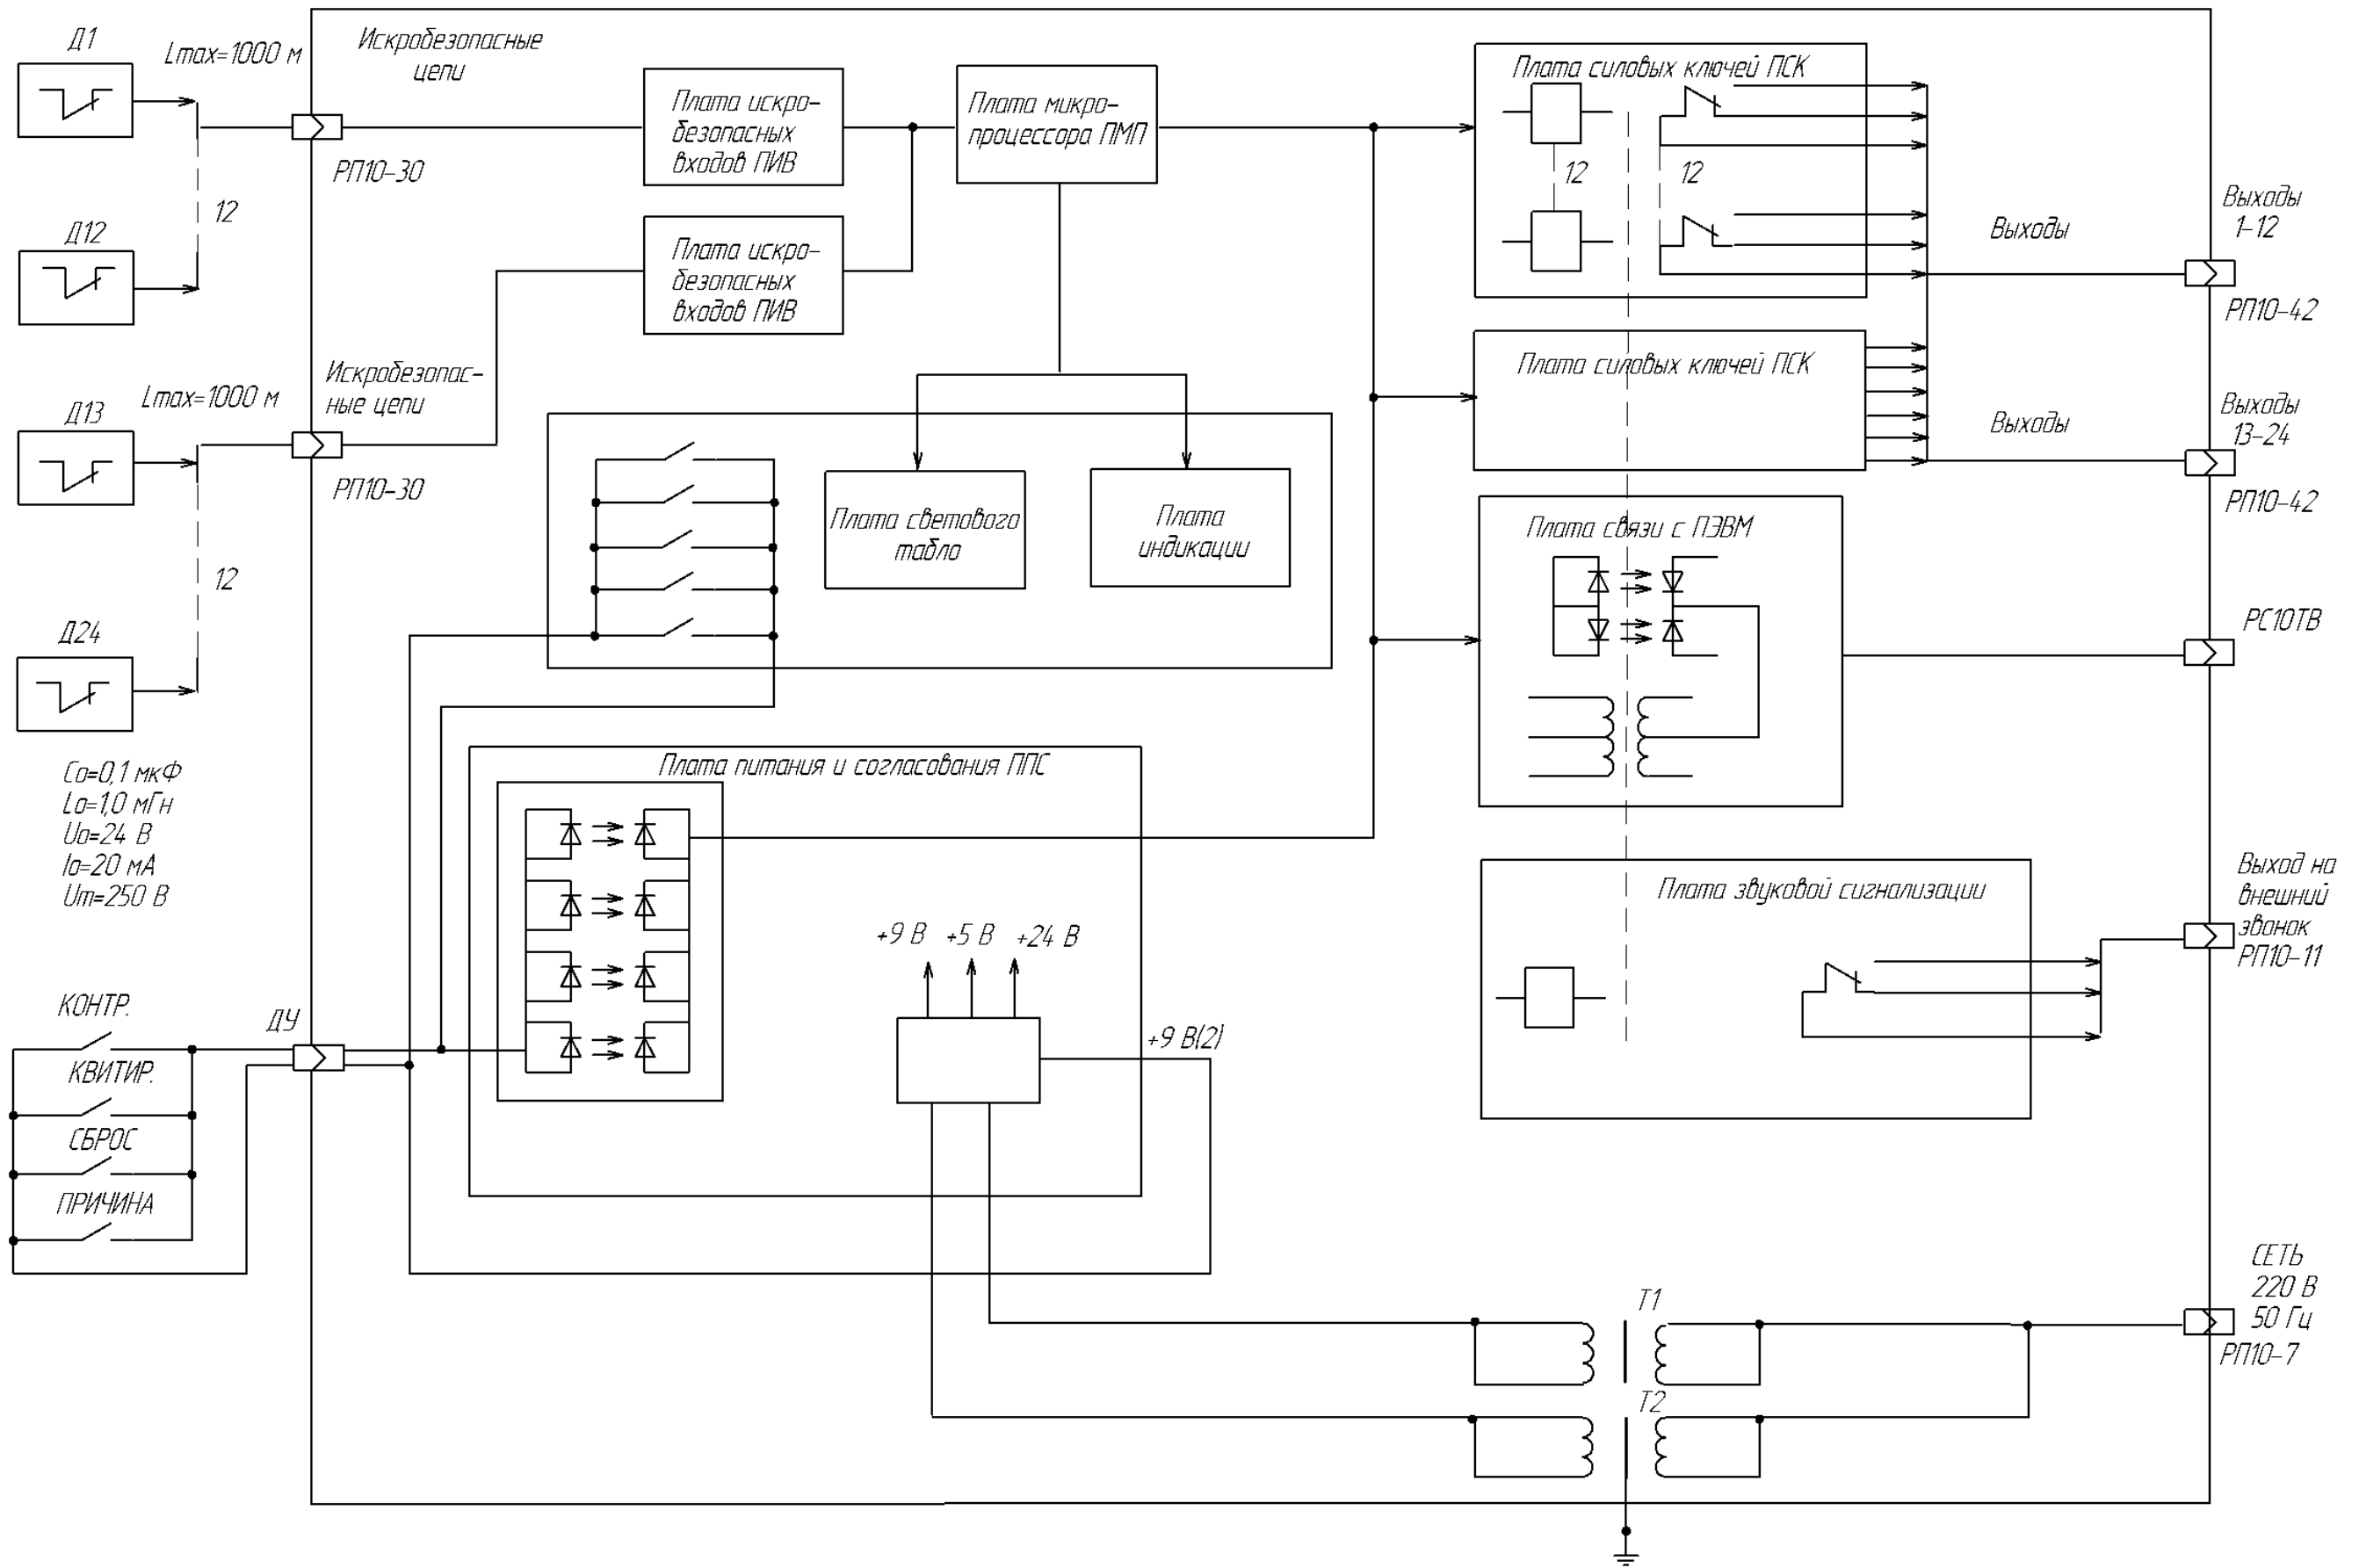 Д1
Lmax=1000 м
Д12
12
Д13
Lmax=1000 м
12
Д24
Со=0,1 мкФ
Lо=1,0 мГн
Uо=24 В
Iо=20 мА
Um=250 В
КОНТР.
КВИТИР.
СБРОС
ПРИЧИНА
ДУ
Искробезопасные
цепи
РП10-30
Искробезопас-
ные цепи
РП10-30
Плата искро-
безопасных
входов ПИВ
Плата искро-
безопасных
входов ПИВ
Плата микро-
процессора ПМП
Плата светового
табло
Плата
индикации
Плата питания и согласования ППС
+9 В
+5 В
+24 В
+9 В(2)
Плата силовых ключей ПСК
12
12
Плата силовых ключей ПСК
Плата связи с ПЭВМ
Плата звуковой сигнализации
Т1
Т2
Выходы
Выходы
Выходы
1-12
РП10-42
Выходы
13-24
РП10-42
РС10ТВ
Выход на
внешний
звонок
РП10-11
СЕТЬ
220 В
50 Гц
РП10-7